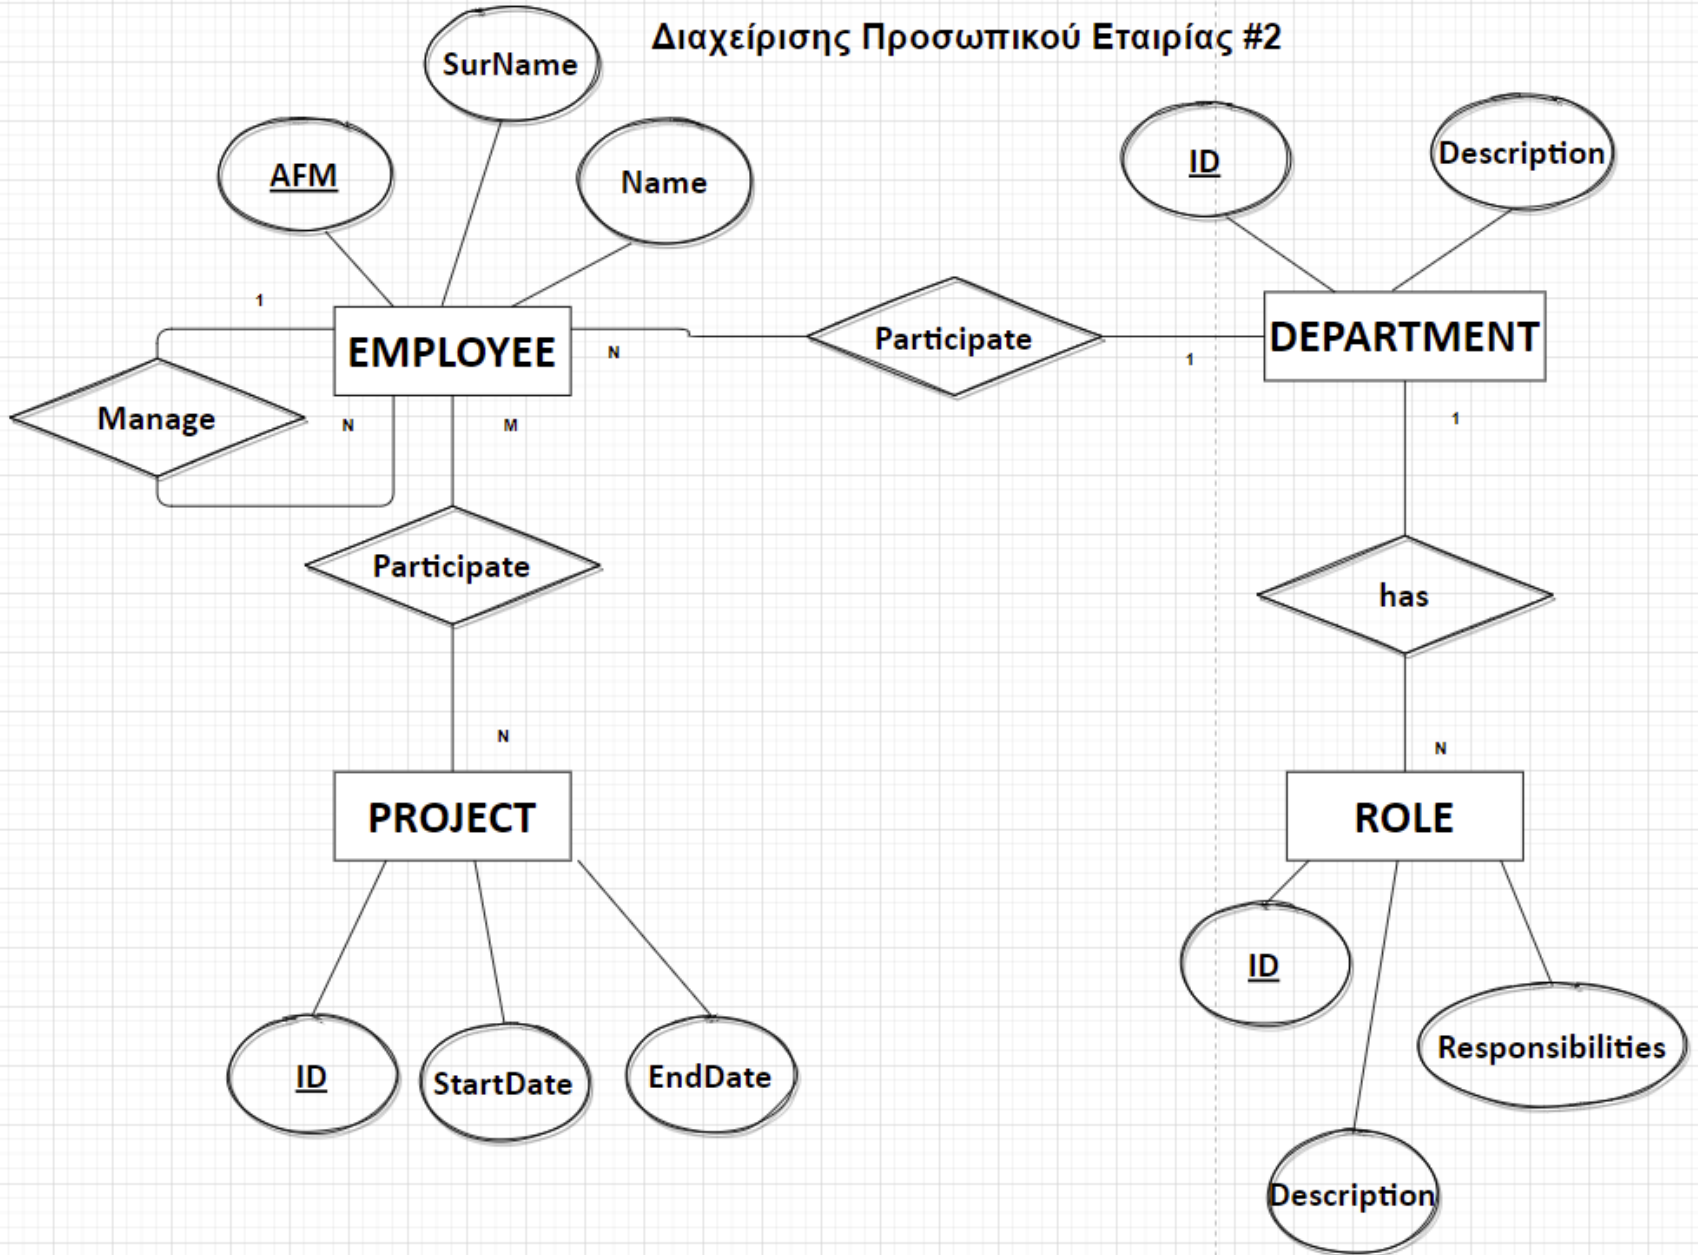 Διαχείρισης Προσωπικού Εταιρίας #2
SurName
AFM
Name
ID
Description
1
EMPLOYEE
N
Participate
1
DEPARTMENT
Manage
N
M
1
Participate
has
N
N
PROJECT
ROLE
ID
StartDate
EndDate
ID
Responsibilities
Description